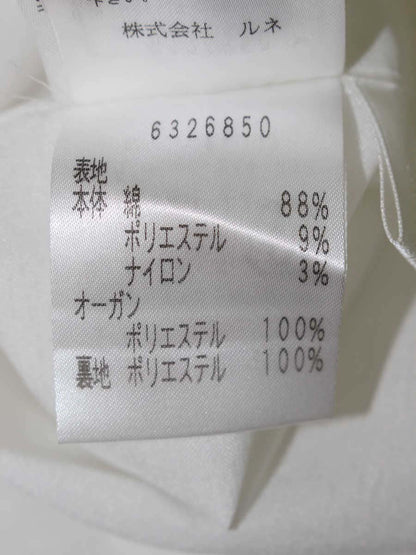 株式会社 ルネ
6326850
表地
本体 綿 88%
ポリエステル 9%
ナイロン 3%
オーガン
ポリエステル 100%
裏地 ポリエステル 100%